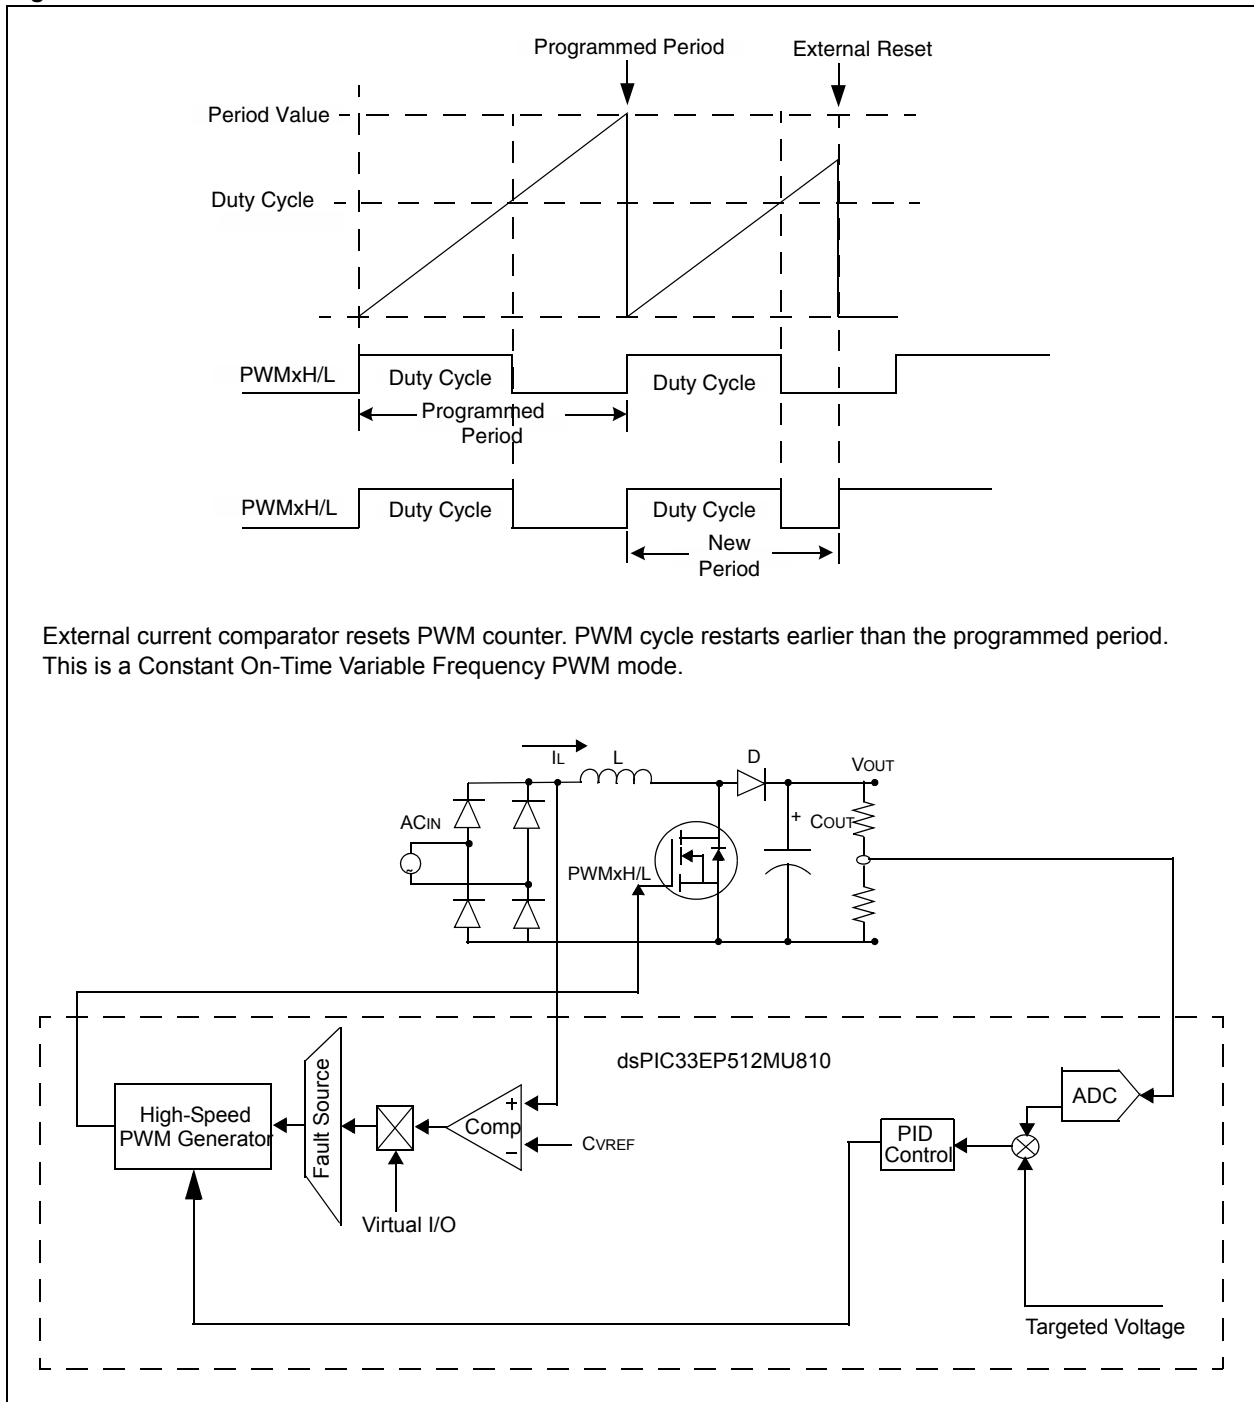 Programmed Period
External Reset
Period Value
Duty Cycle
PWMxH/L
Duty Cycle
Duty Cycle
Programmed
Period
PWMxH/L
Duty Cycle
Duty Cycle
New
Period
External current comparator resets PWM counter. PWM cycle restarts earlier than the programmed period.
This is a Constant On-Time Variable Frequency PWM mode.
IL
L
D
VOUT
ACIN
+
COUT
~
PWMxH/L
dsPIC33EP512MU810
High-Speed
PWM Generator
Fault Source
+
Comp
–
CVREF
Virtual I/O
PID
Control
ADC
Targeted Voltage